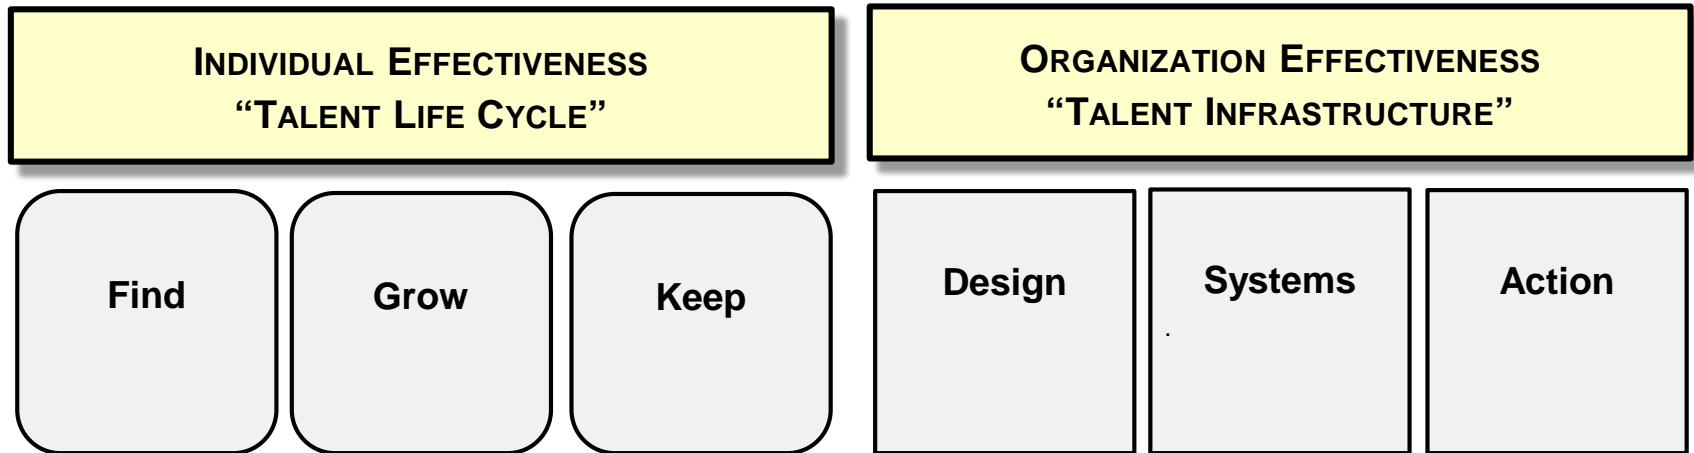 INDIVIDUAL EFFECTIVENESS
“TALENT LIFE CYCLE”
ORGANIZATION EFFECTIVENESS
“TALENT INFRASTRUCTURE”
Find
Grow
Keep
Design
Systems
.
Action